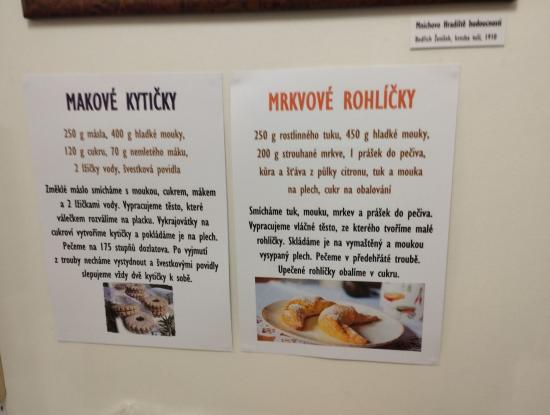 Mnichovo Hradiště budoucnosti
Bedřich Ženíšek, kresba tuší, 1918
MAKOVÉ KYTIČKY
250 g másla, 400 g hladké mouky,
120 g cukru, 70 g nemletého máku,
2 lžičky vody, švestková povidla
Změklé máslo smícháme s moukou, cukrem, mákem
a 2 lžičkami vody. Vypracujeme těsto, které
válečkem rozválíme na placku. Vykrajovátky na
cukroví vytvoříme kytičky a pokládáme je na plech.
Pečeme na 175 stupňů dozlatova. Po vyjmutí
z trouby necháme vystydnout a švestkovými povidly
slepujeme vždy dvě kytičky k sobě.
MRKVOVÉ ROHLÍČKY
250 g rostlinného tuku, 450 g hladké mouky,
200 g strouhané mrkve, 1 prášek do pečiva,
kůra a šťáva z půlky citronu, tuk a mouka
na plech, cukr na obalování
Smícháme tuk, mouku, mrkev a prášek do pečiva.
Vypracujeme vláčné těsto, ze kterého tvoříme malé
rohlíčky. Skládáme je na vymaštěný a moukou
vysypaný plech. Pečeme v předehřáté troubě.
Upečené rohlíčky obalíme v cukru.